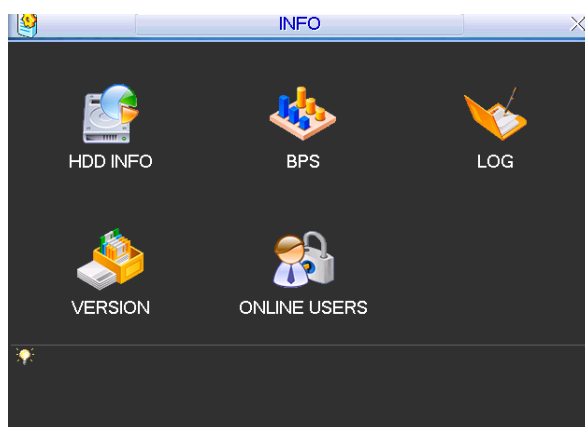 INFO
HDD INFO
BPS
LOG
VERSION
ONLINE USERS